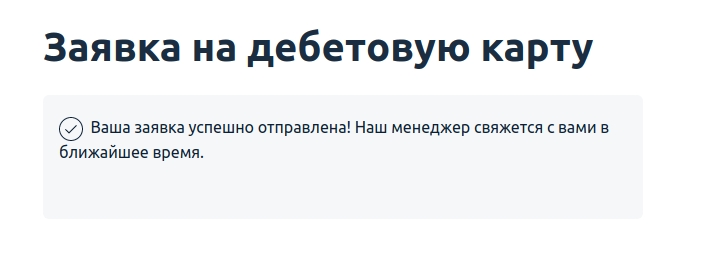 Заявка на дебетовую карту
Ваша заявка успешно отправлена! Наш менеджер свяжется с вами в
ближайшее время.